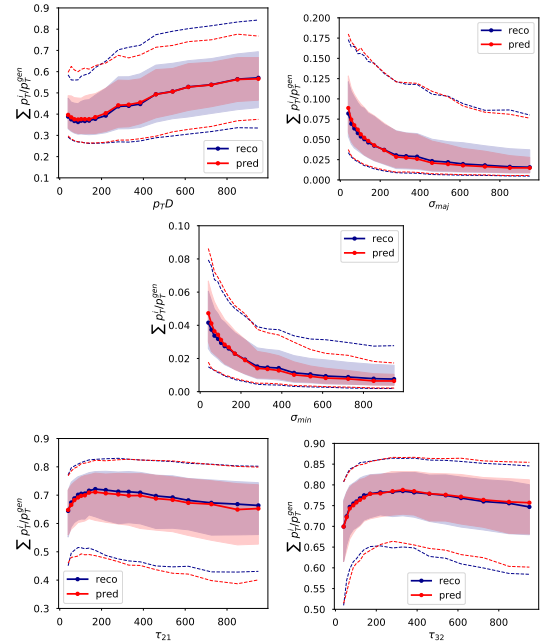 0.9
0.8
0.7
0.6
0.5
0.4
0.3
0.2
0.1
∑ p_T^i/p_T^gen
reco
pred
0 200 400 600 800
p_TD
0.200
0.175
0.150
0.125
0.100
0.075
0.050
0.025
0.000
∑ p_T^i/p_T^gen
reco
pred
0 200 400 600 800
σ_maj
0.10
0.08
0.06
0.04
0.02
0.00
∑ p_T^i/p_T^gen
reco
pred
0 200 400 600 800
σ_min
0.9
0.8
0.7
0.6
0.5
0.4
0.3
∑ p_T^i/p_T^gen
reco
pred
0 200 400 600 800
τ_21
0.90
0.85
0.80
0.75
0.70
0.65
0.60
0.55
0.50
∑ p_T^i/p_T^gen
reco
pred
0 200 400 600 800
τ_32